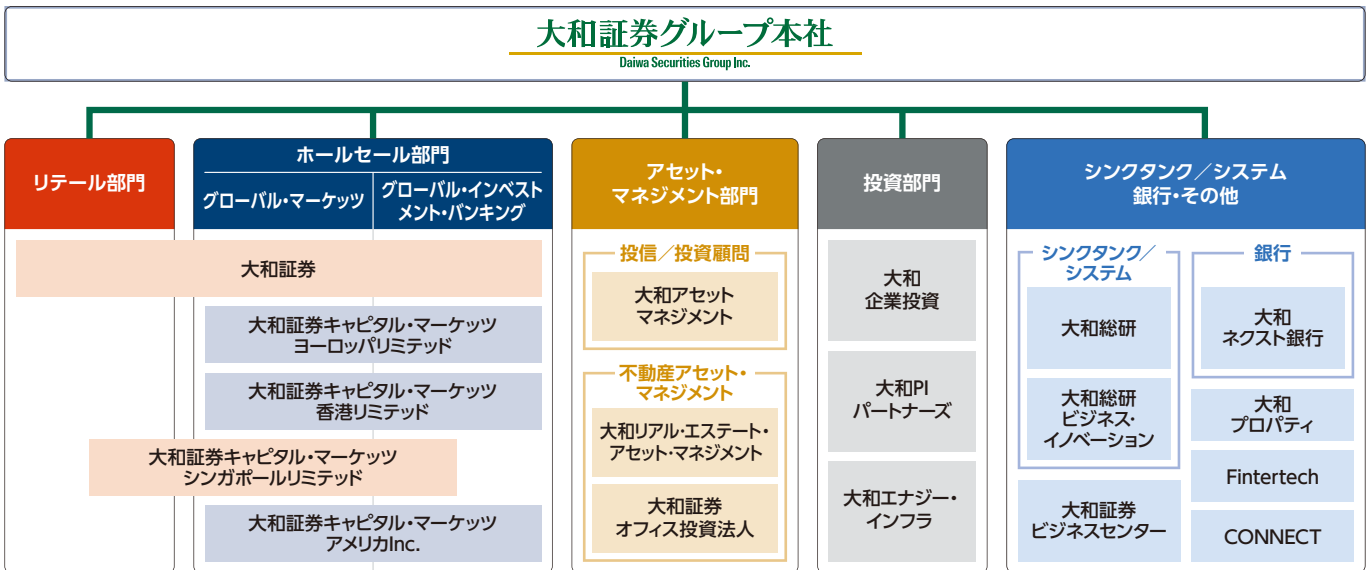 大和証券グループ本社
Daiwa Securities Group Inc.
リテール部門
ホールセール部門
グローバル・マーケッツ
グローバル・インベスト
メント・バンキング
アセット・
マネジメント部門
投資部門
シンクタンク／システム
銀行・その他
大和証券
大和証券キャピタル・マーケッツ
ヨーロッパリミテッド
大和証券キャピタル・マーケッツ
香港リミテッド
大和証券キャピタル・マーケッツ
シンガポールリミテッド
大和証券キャピタル・マーケッツ
アメリカInc.
投信／投資顧問
大和アセット
マネジメント
不動産アセット・
マネジメント
大和リアル・エステート・
アセット・マネジメント
大和証券
オフィス投資法人
大和
企業投資
大和PI
パートナーズ
大和エナジー・
インフラ
シンクタンク／
システム
大和総研
大和総研
ビジネス・
イノベーション
大和証券
ビジネスセンター
銀行
大和
ネクスト銀行
大和
プロパティ
Fintertech
CONNECT